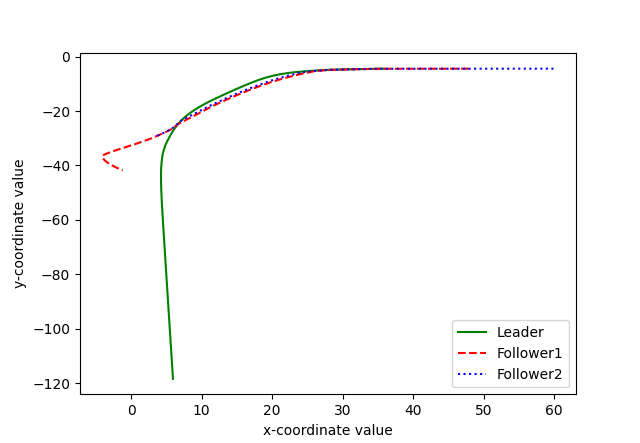 0
−20
−40
−60
−80
−100
−120
y-coordinate value
Leader
Follower1
Follower2
0 10 20 30 40 50 60
x-coordinate value